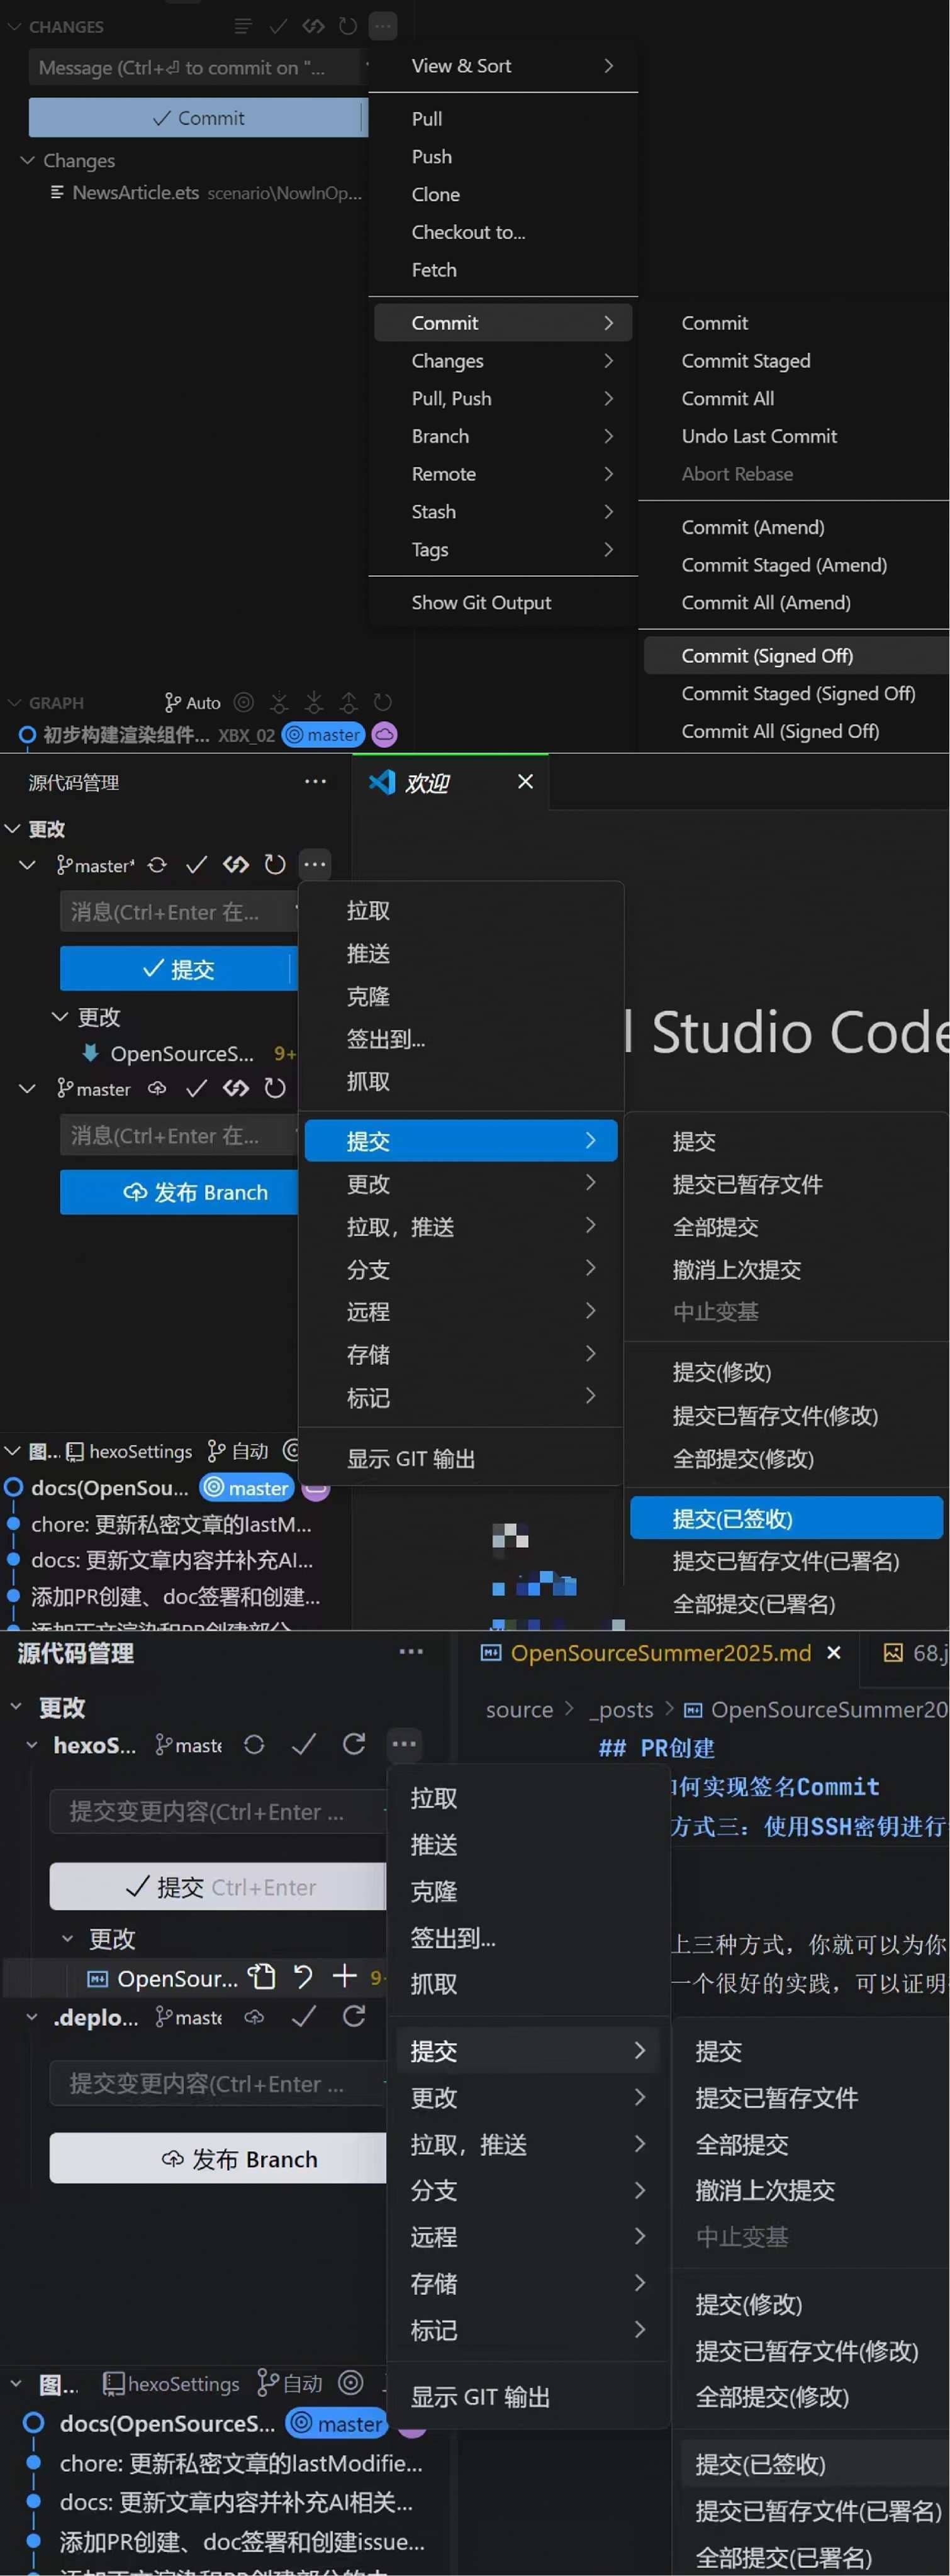 CHANGES
Message (Ctrl+⏎ to commit on "...
Commit
Changes
NewsArticle.ets scenario\NowInOp...
View & Sort
Pull
Push
Clone
Checkout to...
Fetch
Commit
Changes
Pull, Push
Branch
Remote
Stash
Tags
Show Git Output
Commit
Commit Staged
Commit All
Undo Last Commit
Abort Rebase
Commit (Amend)
Commit Staged (Amend)
Commit All (Amend)
Commit (Signed Off)
Commit Staged (Signed Off)
Commit All (Signed Off)
GRAPH Auto
初步构建渲染组件... XBX_02 master
源代码管理 ...
欢迎
更改
master*
消息(Ctrl+Enter 在...
提交
更改
OpenSourceS... 9+
master
消息(Ctrl+Enter 在...
发布 Branch
拉取
推送
克隆
签出到...
抓取
提交
更改
拉取，推送
分支
远程
存储
标记
显示 GIT 输出
l Studio Code
提交
提交已暂存文件
全部提交
撤消上次提交
中止变基
提交(修改)
提交已暂存文件(修改)
全部提交(修改)
提交(已签收)
提交已暂存文件(已署名)
全部提交(已署名)
图... hexoSettings 自动
docs(OpenSou... master
chore: 更新私密文章的lastM...
docs: 更新文章内容并补充AI...
添加PR创建、doc签署和创建...
源代码管理 ...
OpenSourceSummer2025.md
68.j
source > _posts > OpenSourceSummer20
## PR创建
何实现签名Commit
方式三：使用SSH密钥进行
上三种方式，你就可以为你
一个很好的实践，可以证明
更改
hexoS... maste
提交变更内容(Ctrl+Enter ...
提交 Ctrl+Enter
更改
OpenSour... 9
.deplo... maste
提交变更内容(Ctrl+Enter ...
发布 Branch
拉取
推送
克隆
签出到...
抓取
提交
更改
拉取，推送
分支
远程
存储
标记
显示 GIT 输出
提交
提交已暂存文件
全部提交
撤消上次提交
中止变基
提交(修改)
提交已暂存文件(修改)
全部提交(修改)
提交(已签收)
提交已暂存文件(已署名)
全部提交(已署名)
图... hexoSettings 自动
docs(OpenSourceS... master
chore: 更新私密文章的lastModifie...
docs: 更新文章内容并补充AI相关...
添加PR创建、doc签署和创建issue...